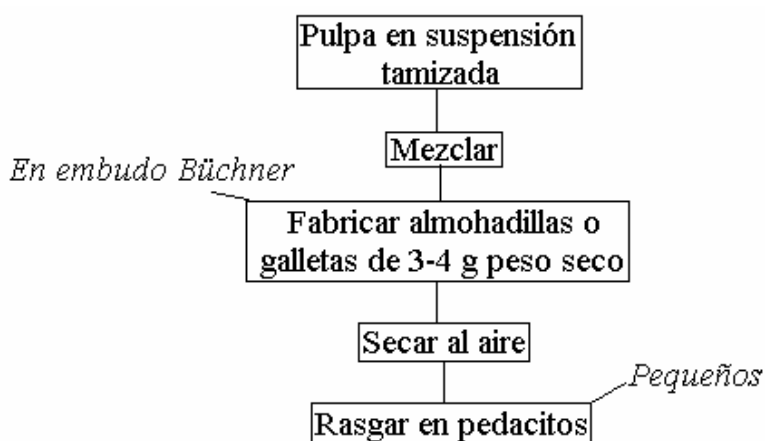 Pulpa en suspensión
tamizada
Mezclar
En embudo Büchner
Fabricar almohadillas o
galletas de 3-4 g peso seco
Secar al aire
Pequeños
Rasgar en pedacitos